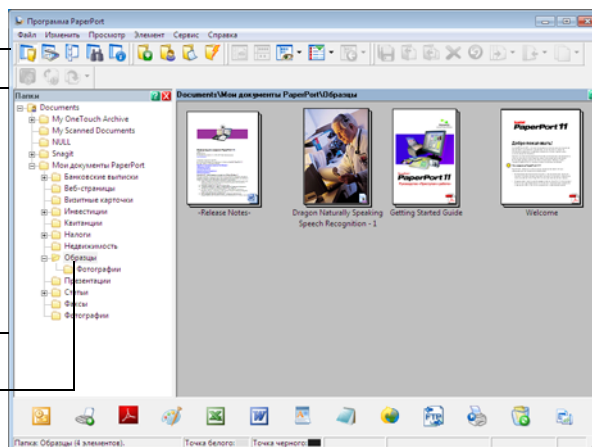 Программа PaperPort
Файл Изменить Просмотр Элемент Сервис Справка
Папки
Documents\Мои документы PaperPort\Образцы
Documents
My OneTouch Archive
My Scanned Documents
NULL
Snagit
Мои документы PaperPort
Банковские выписки
Веб-страницы
Визитные карточки
Инвестиции
Квитанции
Налоги
Недвижимость
Образцы
Фотографии
Презентации
Статьи
Факсы
Фотографии
PaperPort 11
PaperPort 11
Добро пожаловать!
-Release Notes-
Dragon Naturally Speaking
Speech Recognition - 1
Getting Started Guide
Welcome
FTP
Папка: Образцы (4 элементов).
Точка белого:
Точка черного: